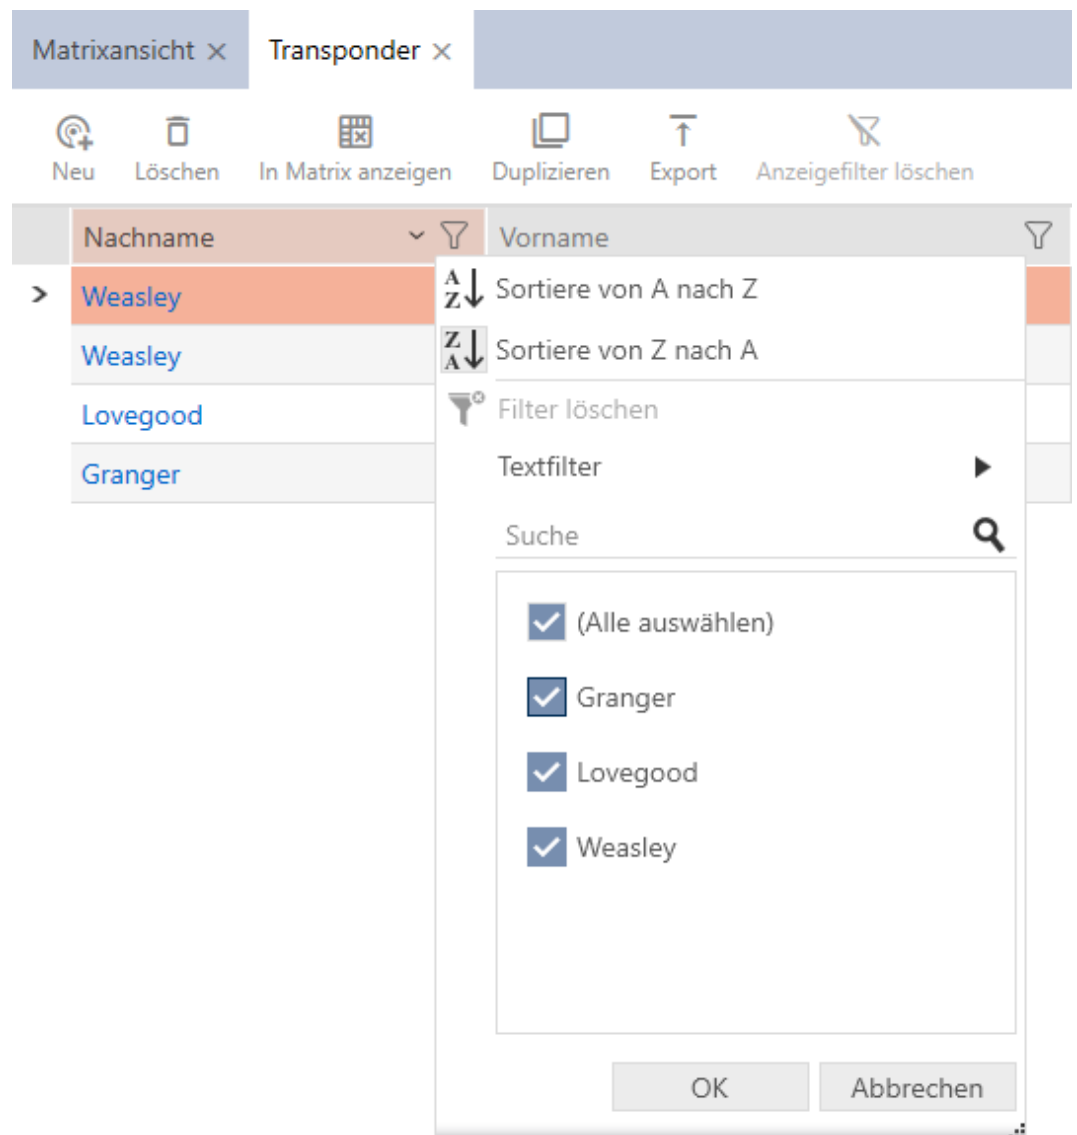 Matrixansicht Transponder
Neu Löschen In Matrix anzeigen Duplizieren Export Anzeigefilter löschen
Nachname Vorname
Weasley
Weasley
Lovegood
Granger
Sortiere von A nach Z
Sortiere von Z nach A
Filter löschen
Textfilter
Suche
(Alle auswählen)
Granger
Lovegood
Weasley
OK Abbrechen